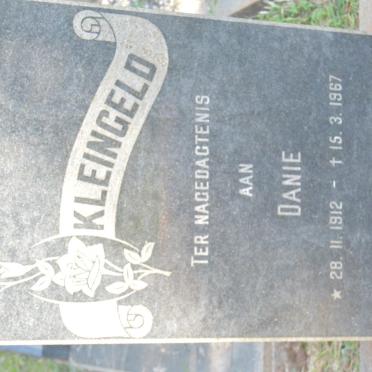 KLEINGELD
TER NAGEDAGTENIS
AAN
DANIE
★ 28. 11. 1912 – † 15. 3. 1967